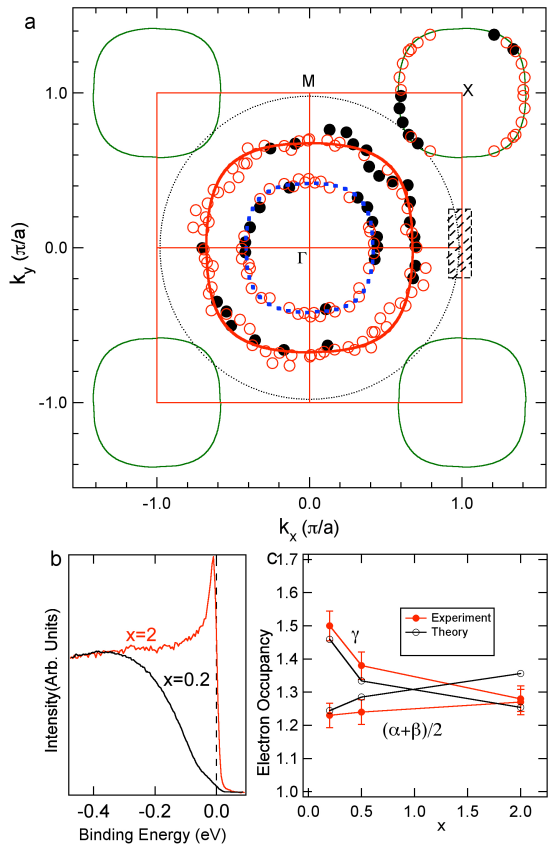 a
M
X
Γ
1.0
0.0
-1.0
k_y (π/a)
-1.0
0.0
1.0
k_x (π/a)
b
x=2
x=0.2
Intensity(Arb. Units)
-0.4
-0.2
0.0
Binding Energy (eV)
c
1.7
1.6
1.5
1.4
1.3
1.2
1.1
1.0
Electron Occupancy
γ
Experiment
Theory
(α+β)/2
0.0
0.5
1.0
1.5
2.0
x